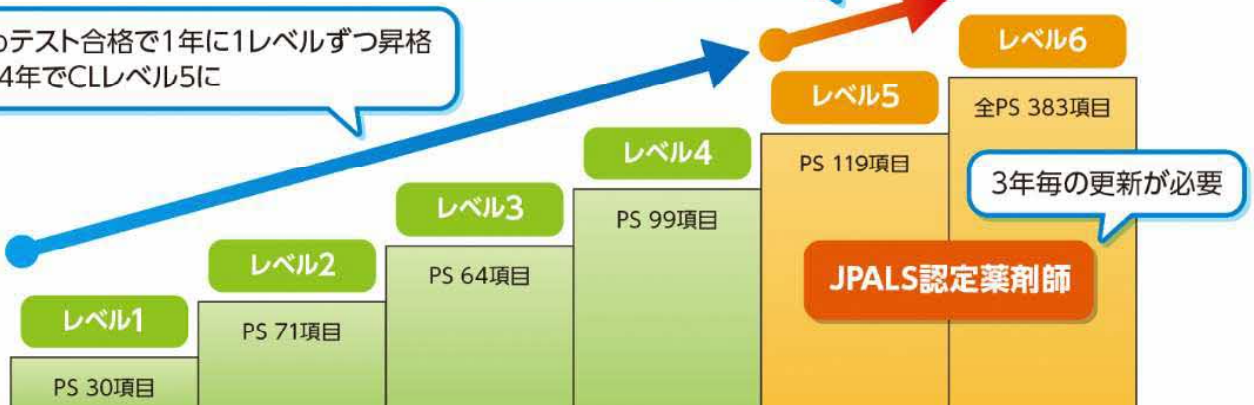 テスト合格で1年に1レベルずつ昇格
4年でCLレベル5に
レベル6
全PS 383項目
レベル5
PS 119項目
3年毎の更新が必要
レベル4
PS 99項目
レベル3
PS 64項目
JPALS認定薬剤師
レベル2
PS 71項目
レベル1
PS 30項目